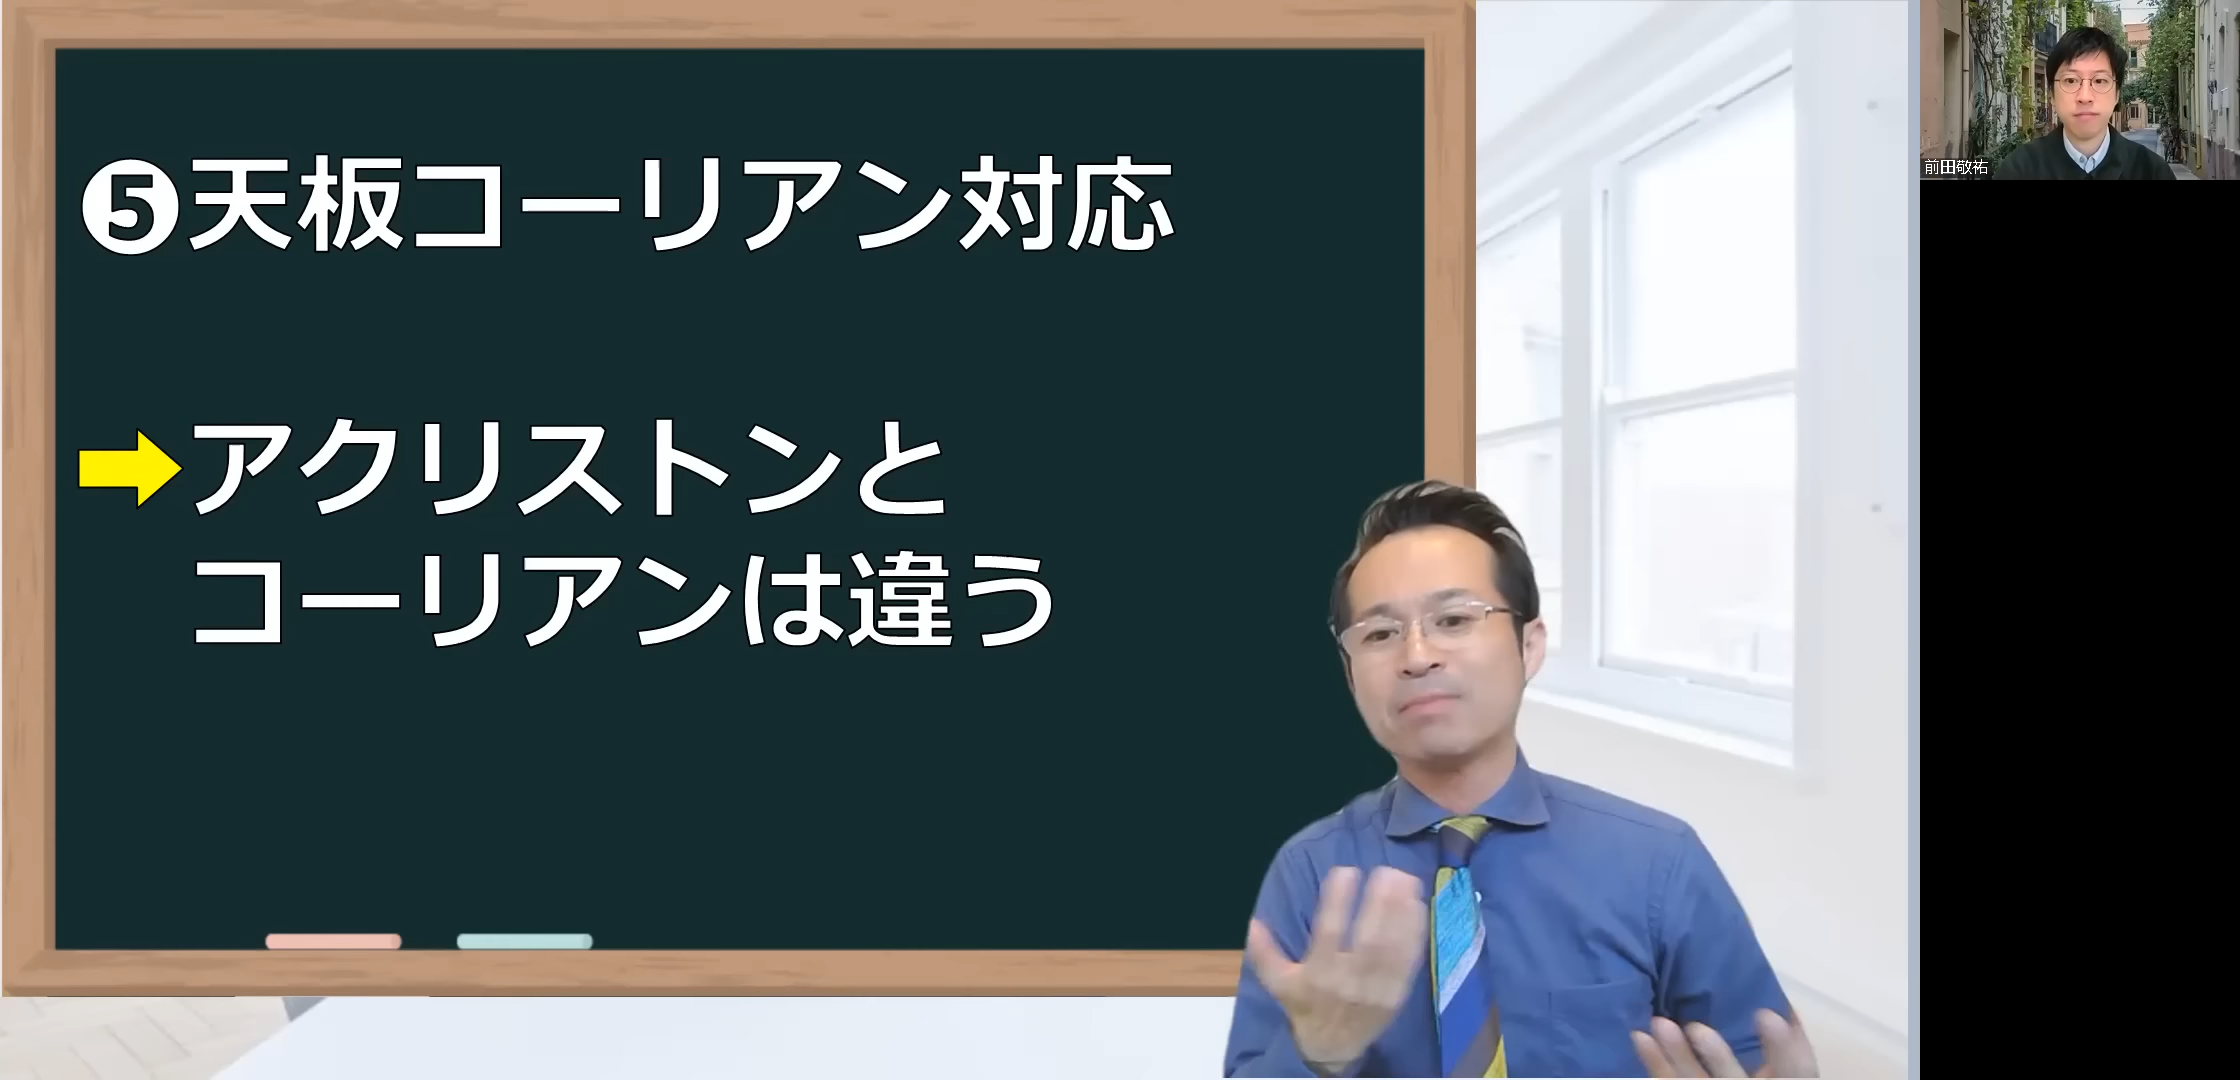 ❺天板コーリアン対応
アクリストンと
コーリアンは違う
前田敬祐